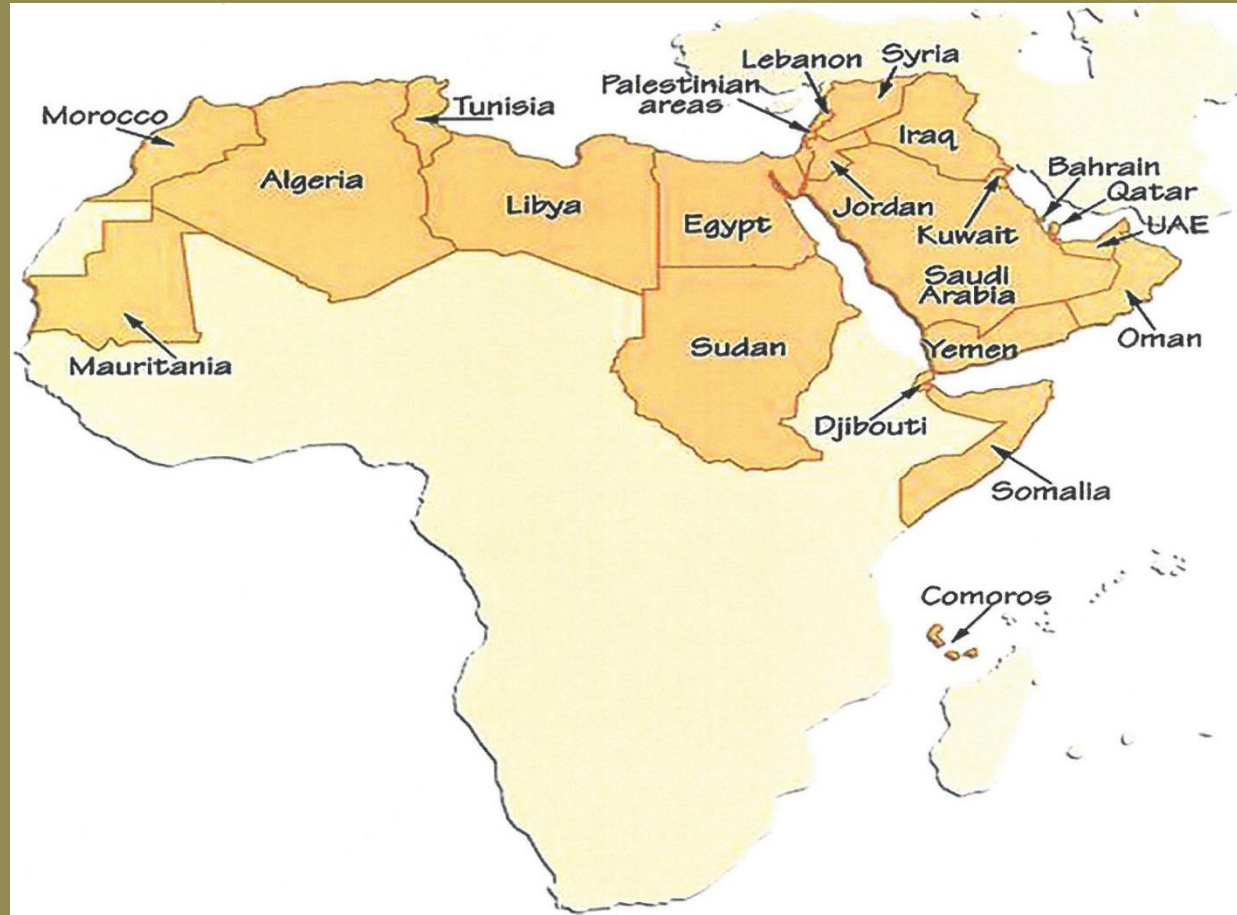 Lebanon
Syria
Palestinian
areas
Morocco
Tunisia
Iraq
Algeria
Bahrain
Libya
Jordan
Qatar
Egypt
Kuwait
UAE
Saudi
Arabia
Sudan
Yemen
Oman
Mauritania
Djibouti
Somalia
Comoros